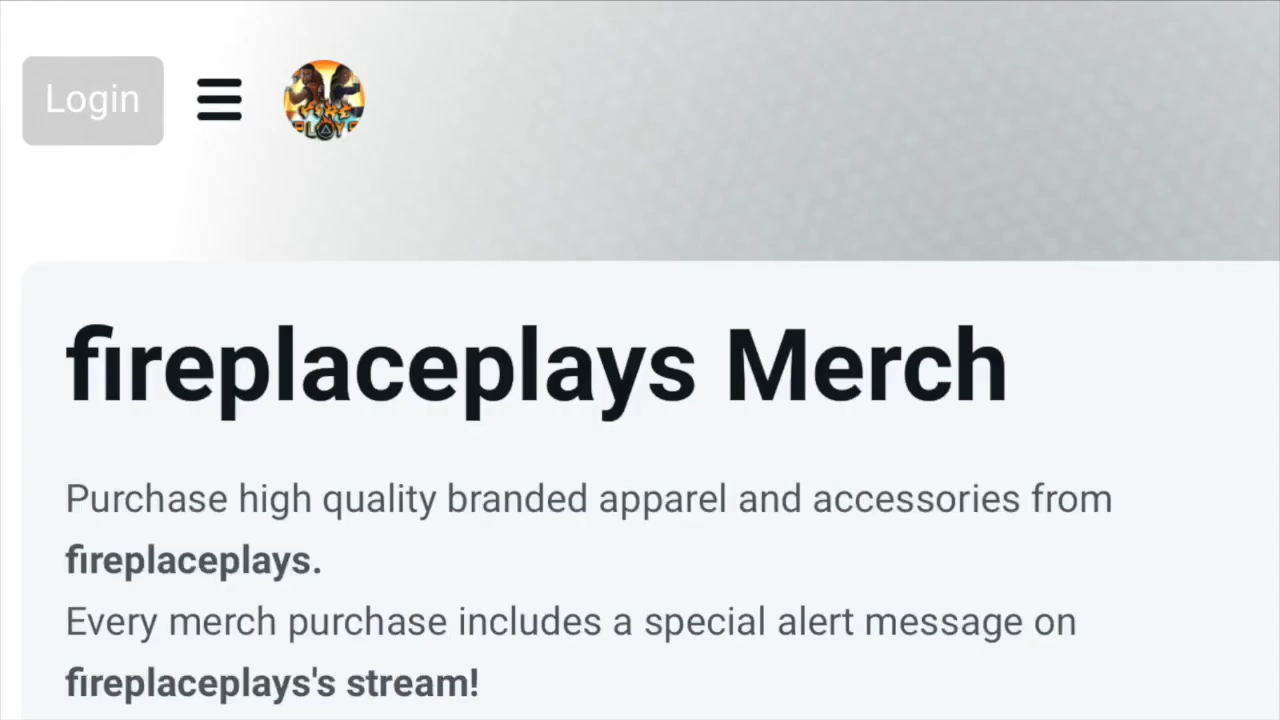 Login
fireplaceplays Merch
Purchase high quality branded apparel and accessories from
fireplaceplays.
Every merch purchase includes a special alert message on
fireplaceplays's stream!